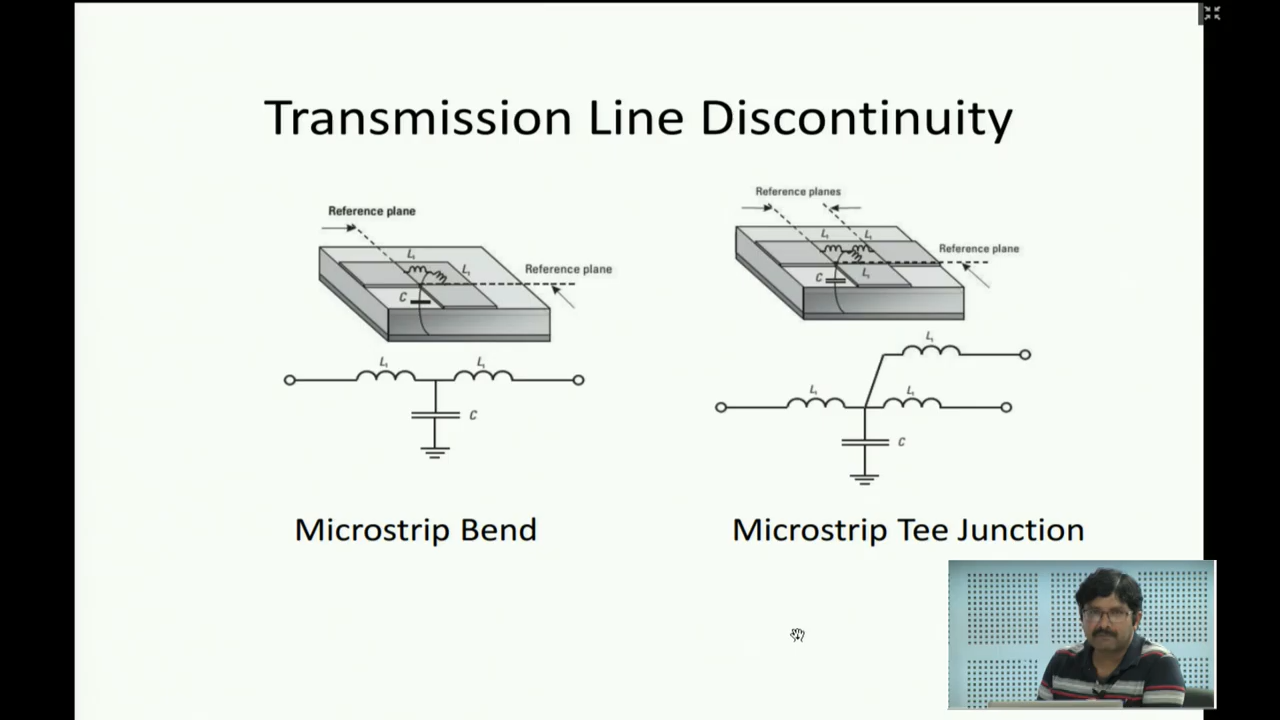 Transmission Line Discontinuity
Reference plane
L₁
L₁
Reference plane
C
L₁
L₁
C
Microstrip Bend
Reference planes
L₁
L₁
Reference plane
C
L₁
L₁
L₁
L₁
C
Microstrip Tee Junction